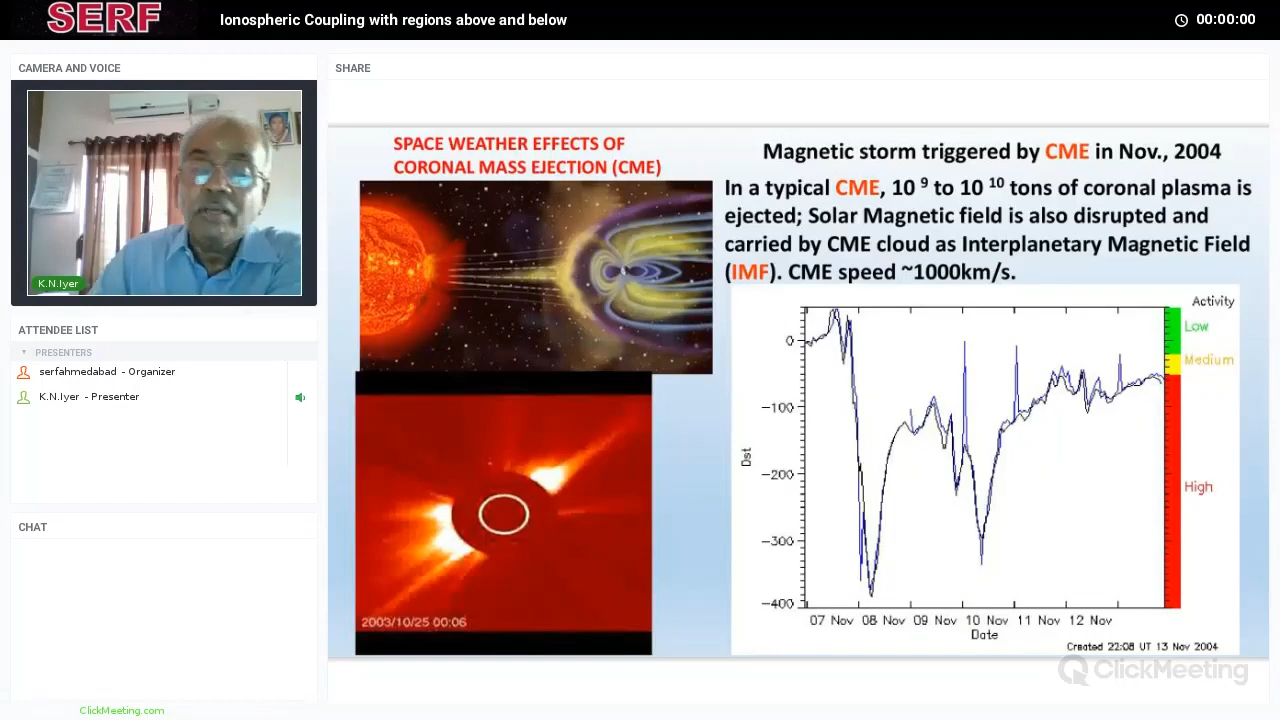 SERF
Ionospheric Coupling with regions above and below
00:00:00
CAMERA AND VOICE
K.N.Iyer
ATTENDEE LIST
PRESENTERS
serfahmedabad - Organizer
K.N.Iyer - Presenter
CHAT
ClickMeeting.com
SHARE
SPACE WEATHER EFFECTS OF
CORONAL MASS EJECTION (CME)
2003/10/25 00:06
Magnetic storm triggered by CME in Nov., 2004
In a typical CME, 10 9 to 10 10 tons of coronal plasma is
ejected; Solar Magnetic field is also disrupted and
carried by CME cloud as Interplanetary Magnetic Field
(IMF). CME speed ~1000km/s.
Activity
Low
Medium
High
Dst
0
-100
-200
-300
-400
07 Nov 08 Nov 09 Nov 10 Nov 11 Nov 12 Nov
Date
Created 22:08 UT 13 Nov 2004
ClickMeeting